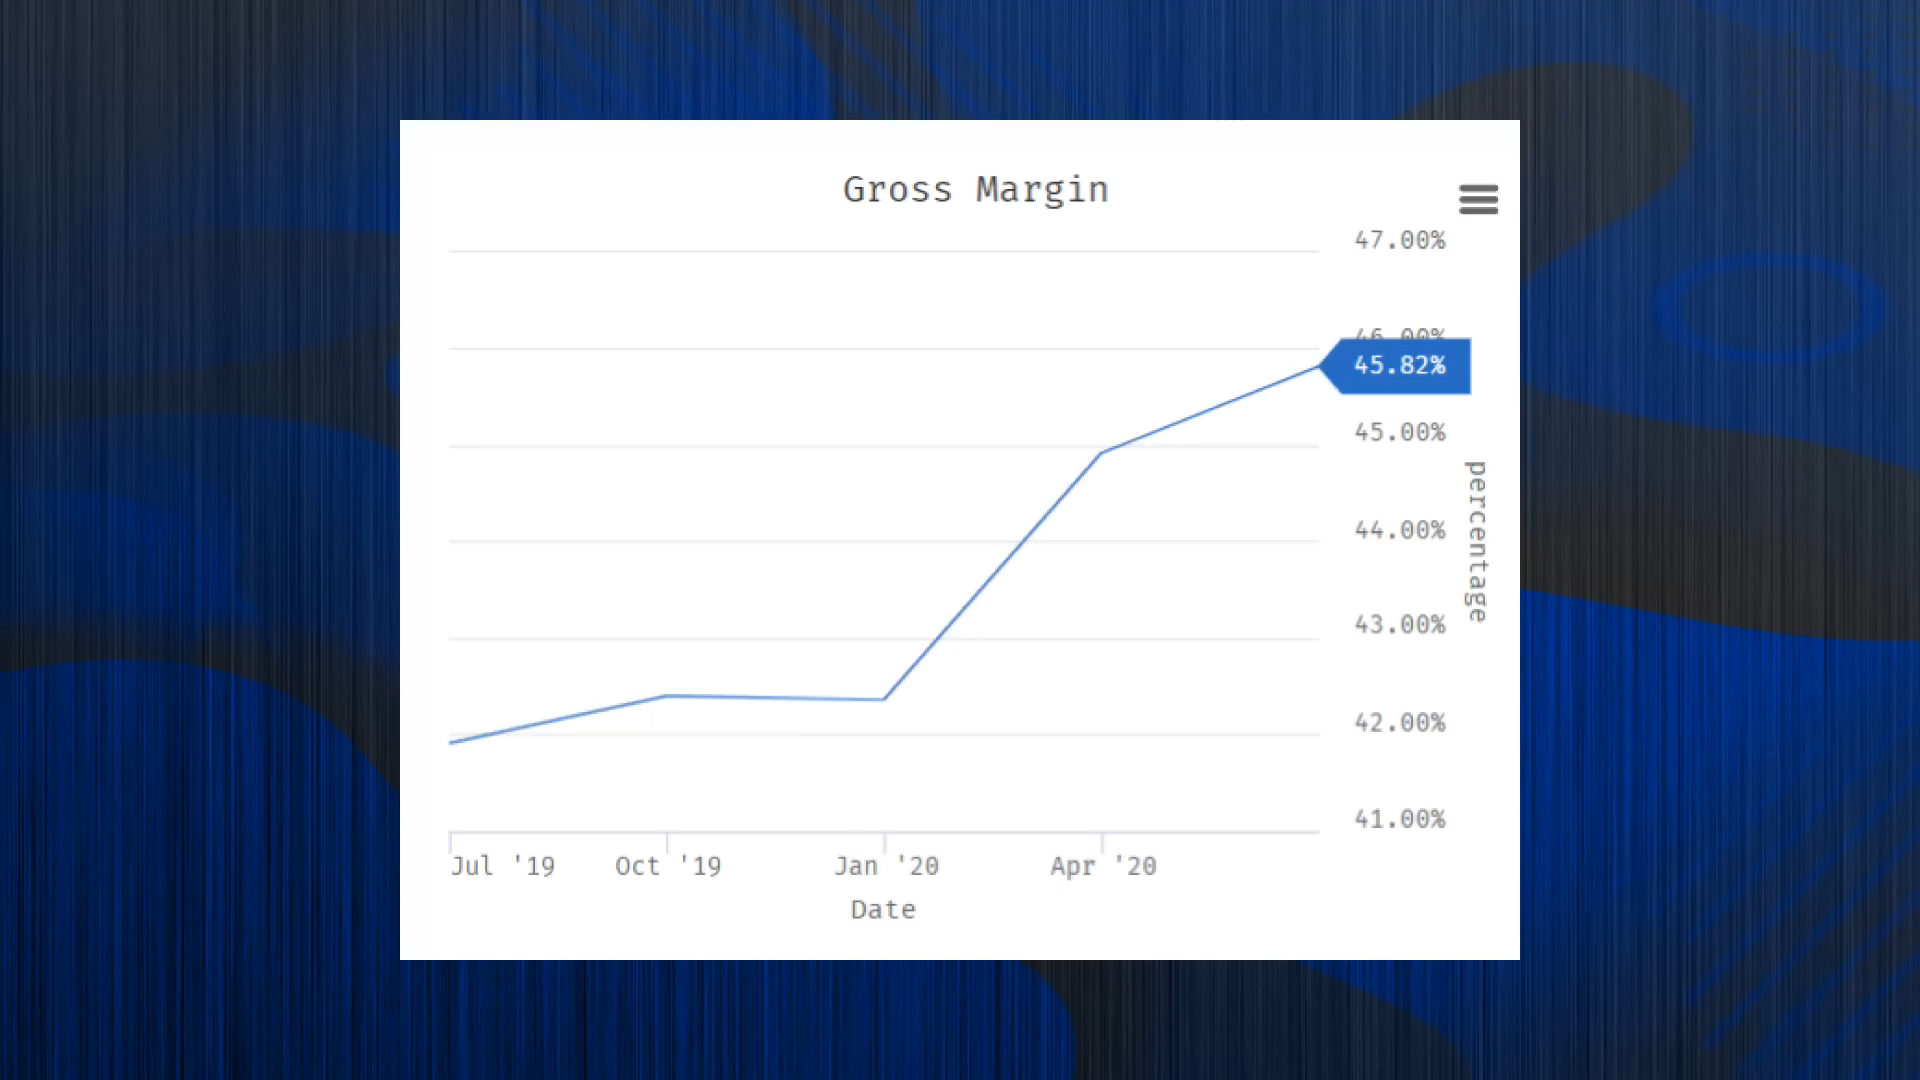 Gross Margin
47.00%
46.00%
45.82%
45.00%
44.00%
43.00%
42.00%
41.00%
percentage
Jul '19
Oct '19
Jan '20
Apr '20
Date